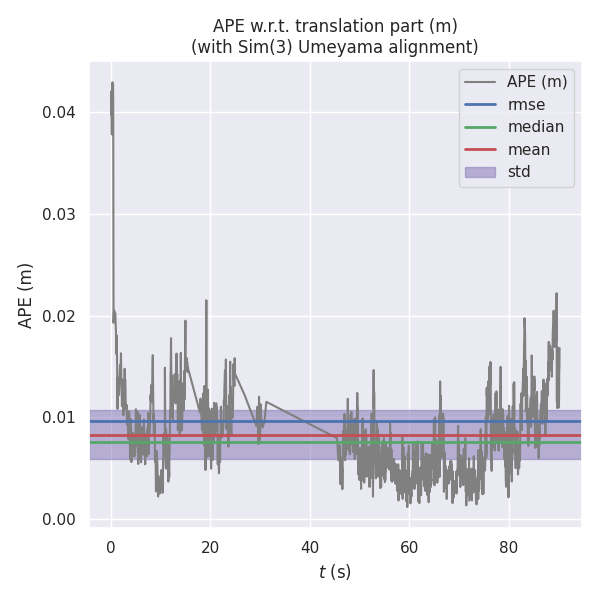 APE w.r.t. translation part (m)
(with Sim(3) Umeyama alignment)
APE (m)
rmse
median
mean
std
APE (m)
0.04
0.03
0.02
0.01
0.00
0 20 40 60 80
t (s)